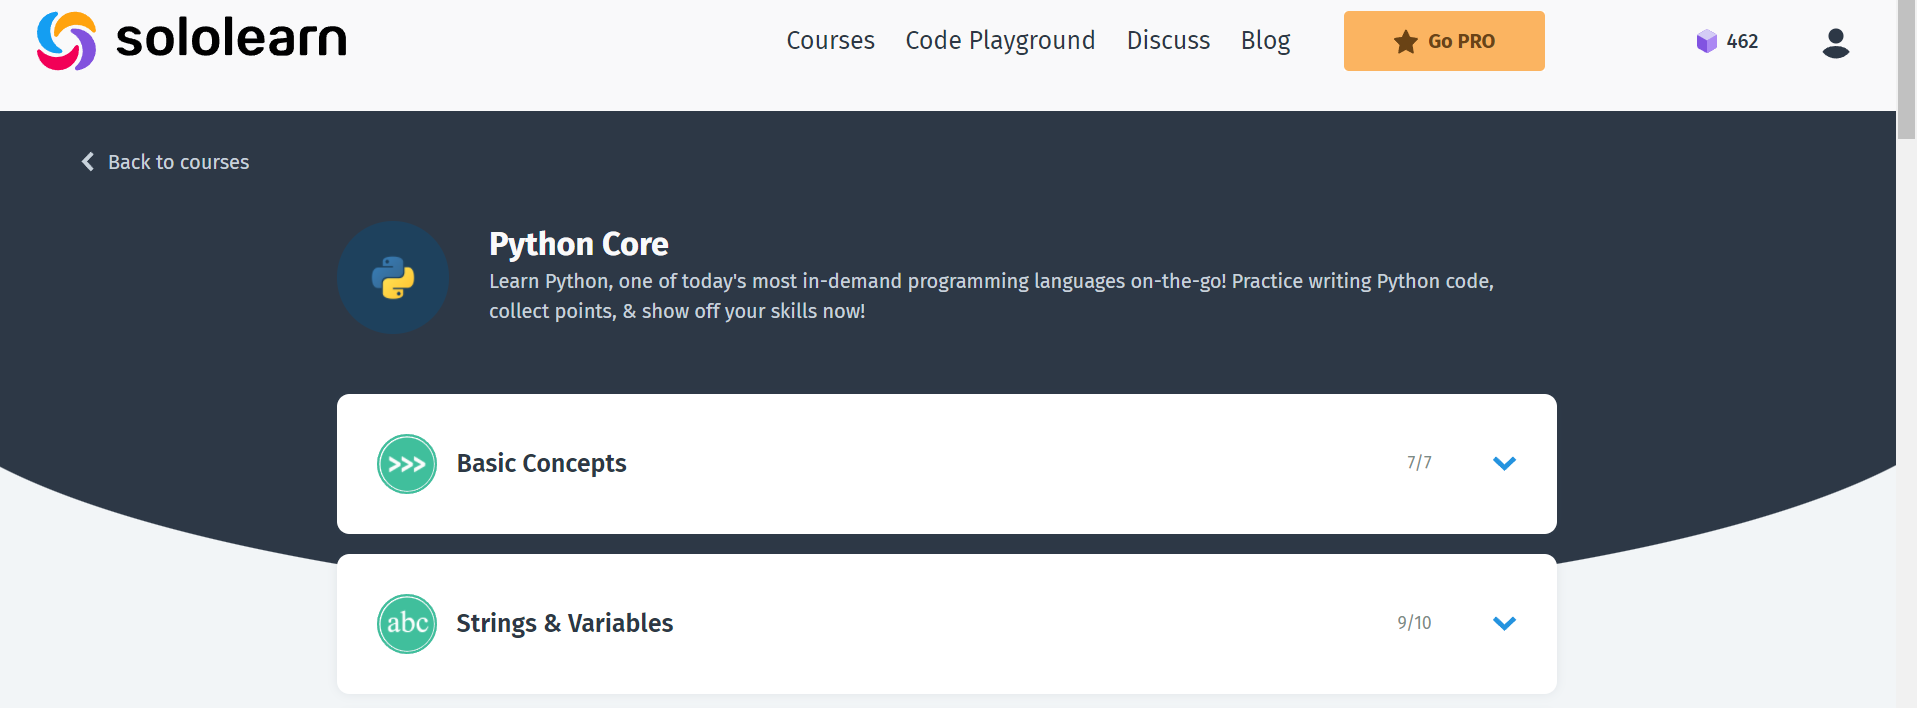 sololearn
Courses Code Playground Discuss Blog Go PRO 462
Back to courses
Python Core
Learn Python, one of today's most in-demand programming languages on-the-go! Practice writing Python code,
collect points, & show off your skills now!
>>> Basic Concepts 7/7
abc Strings & Variables 9/10